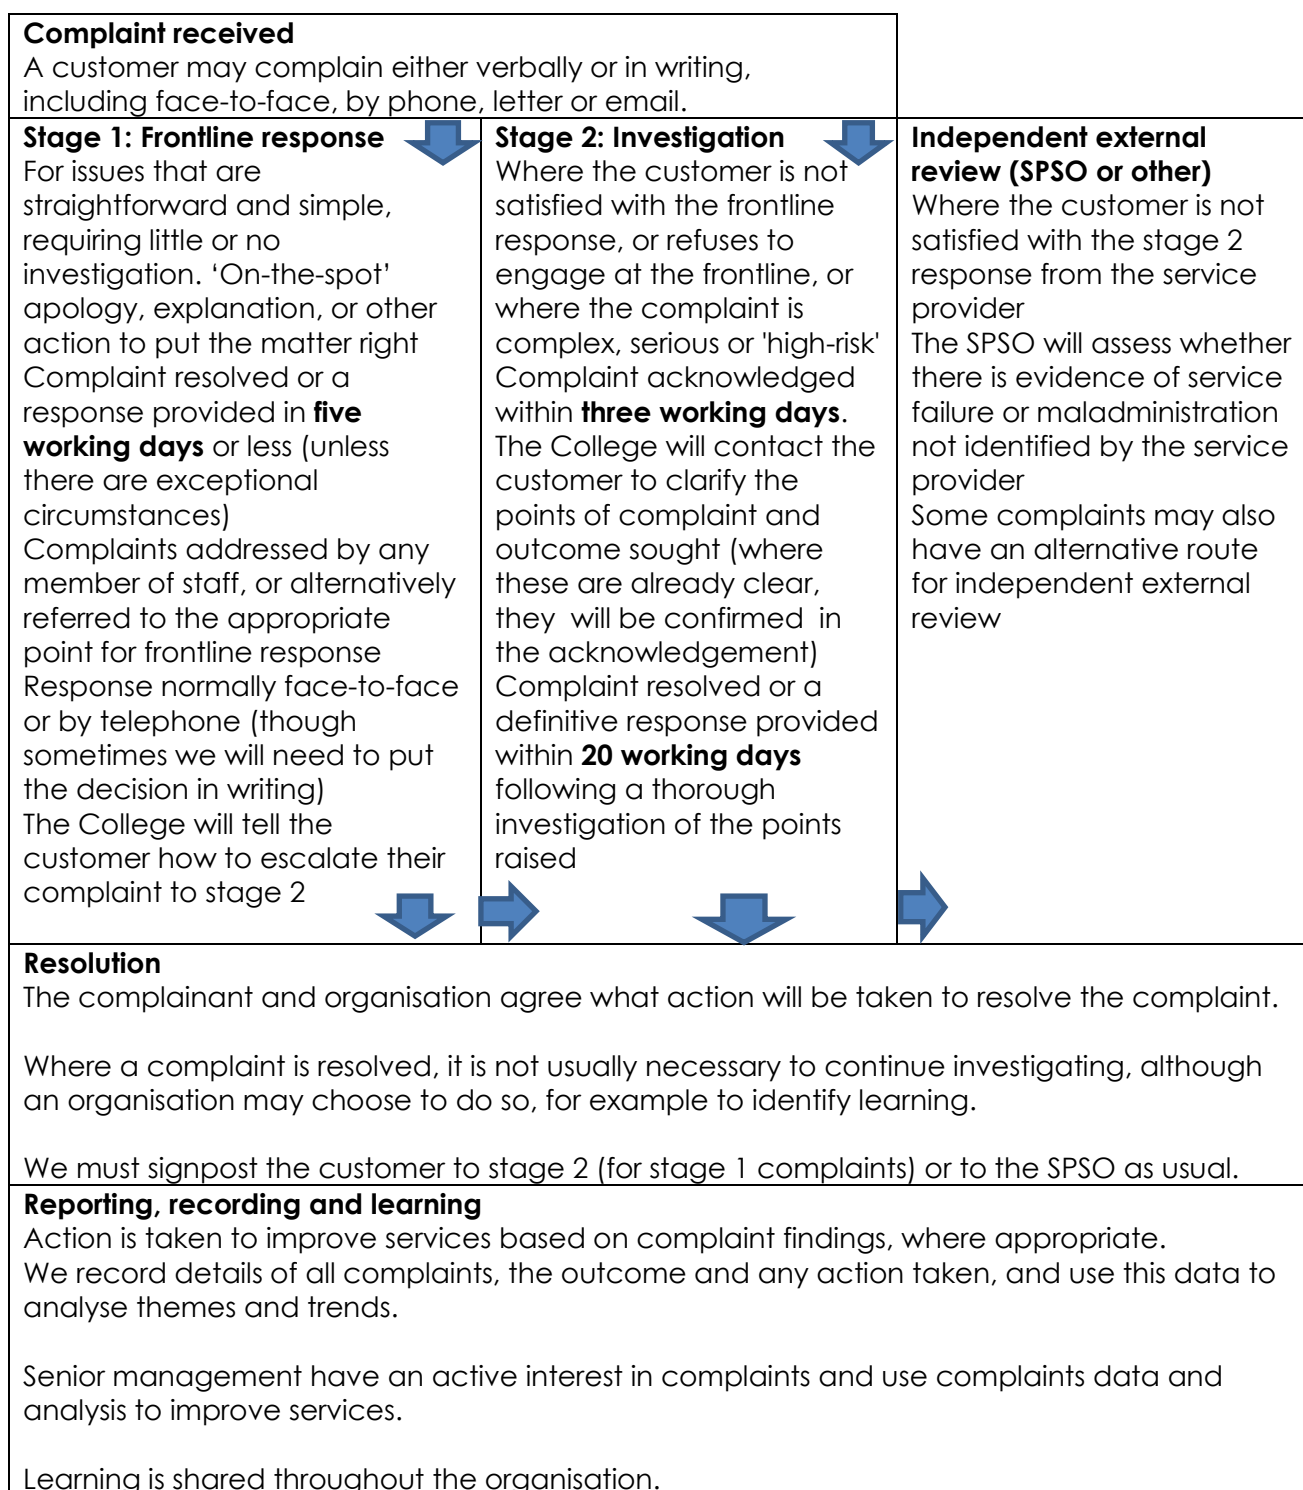 Complaint received
A customer may complain either verbally or in writing,
including face-to-face, by phone, letter or email.
Stage 1: Frontline response
For issues that are
straightforward and simple,
requiring little or no
investigation. ‘On-the-spot’
apology, explanation, or other
action to put the matter right
Complaint resolved or a
response provided in five
working days or less (unless
there are exceptional
circumstances)
Complaints addressed by any
member of staff, or alternatively
referred to the appropriate
point for frontline response
Response normally face-to-face
or by telephone (though
sometimes we will need to put
the decision in writing)
The College will tell the
customer how to escalate their
complaint to stage 2
Stage 2: Investigation
Where the customer is not
satisfied with the frontline
response, or refuses to
engage at the frontline, or
where the complaint is
complex, serious or 'high-risk'
Complaint acknowledged
within three working days.
The College will contact the
customer to clarify the
points of complaint and
outcome sought (where
these are already clear,
they will be confirmed in
the acknowledgement)
Complaint resolved or a
definitive response provided
within 20 working days
following a thorough
investigation of the points
raised
Independent external
review (SPSO or other)
Where the customer is not
satisfied with the stage 2
response from the service
provider
The SPSO will assess whether
there is evidence of service
failure or maladministration
not identified by the service
provider
Some complaints may also
have an alternative route
for independent external
review
Resolution
The complainant and organisation agree what action will be taken to resolve the complaint.
Where a complaint is resolved, it is not usually necessary to continue investigating, although
an organisation may choose to do so, for example to identify learning.
We must signpost the customer to stage 2 (for stage 1 complaints) or to the SPSO as usual.
Reporting, recording and learning
Action is taken to improve services based on complaint findings, where appropriate.
We record details of all complaints, the outcome and any action taken, and use this data to
analyse themes and trends.
Senior management have an active interest in complaints and use complaints data and
analysis to improve services.
Learning is shared throughout the organisation.